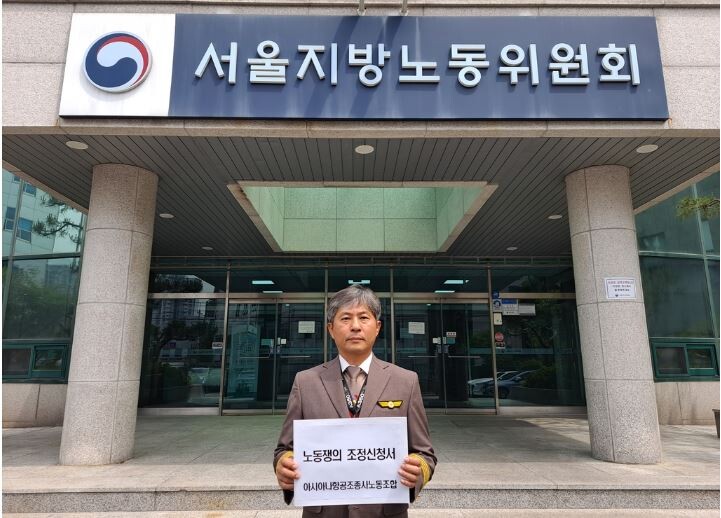 서울지방노동위원회
노동쟁의 조정신청서
아시아나항공조종사노동조합